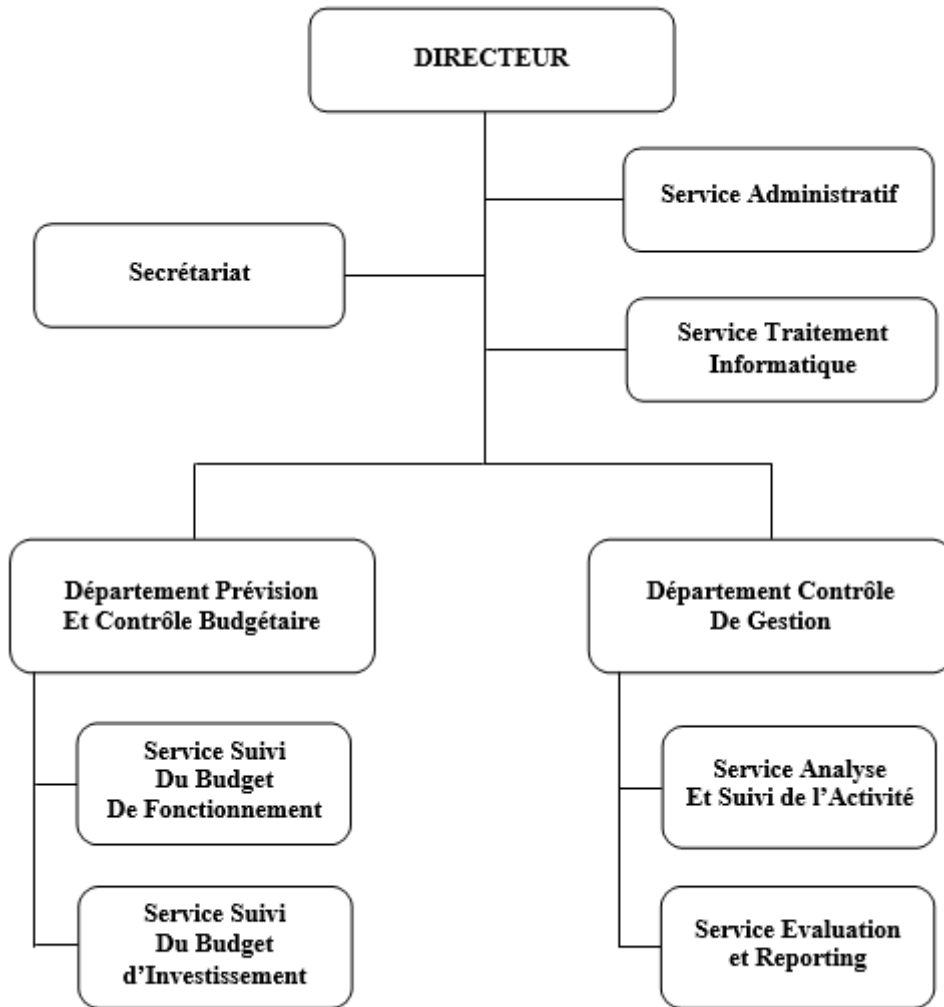 DIRECTEUR
Service Administratif
Secrétariat
Service Traitement
Informatique
Département Prévision
Et Contrôle Budgétaire
Département Contrôle
De Gestion
Service Suivi
Du Budget
De Fonctionnement
Service Analyse
Et Suivi de l’Activité
Service Suivi
Du Budget
d’Investissement
Service Evaluation
et Reporting